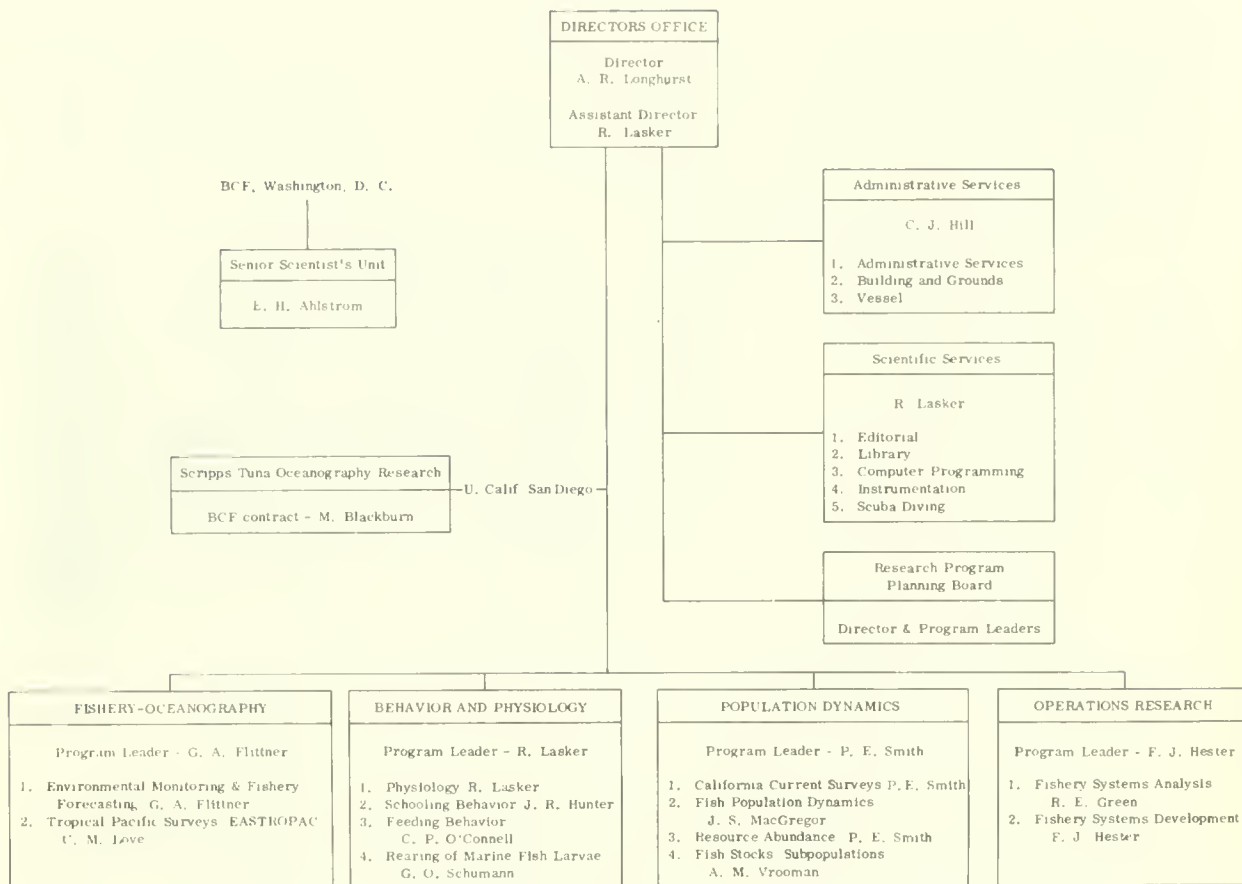 DIRECTORS OFFICE
Director
A. R. Longhurst
Assistant Director
R. Lasker
BCF, Washington, D. C.
Senior Scientist's Unit
E. H. Ahlstrom
Administrative Services
C. J. Hill
1. Administrative Services
2. Building and Grounds
3. Vessel
Scientific Services
R Lasker
1. Editorial
2. Library
3. Computer Programming
4. Instrumentation
5. Scuba Diving
Scripps Tuna Oceanography Research
BCF contract - M. Blackburn
U. Calif San Diego
Research Program
Planning Board
Director & Program Leaders
FISHERY-OCEANOGRAPHY
Program Leader - G. A. Flittner
1. Environmental Monitoring & Fishery
Forecasting G. A. Flittner
2. Tropical Pacific Surveys EASTROPAC
C. M. Love
BEHAVIOR AND PHYSIOLOGY
Program Leader - R. Lasker
1. Physiology R. Lasker
2. Schooling Behavior J. R. Hunter
3. Feeding Behavior
C. P. O'Connell
4. Rearing of Marine Fish Larvae
G. O. Schumann
POPULATION DYNAMICS
Program Leader - P. E. Smith
1. California Current Surveys P. E. Smith
2. Fish Population Dynamics
J. S. MacGregor
3. Resource Abundance P. E. Smith
4. Fish Stocks Subpopulations
A. M. Vrooman
OPERATIONS RESEARCH
Program Leader - F. J. Hester
1. Fishery Systems Analysis
R. E. Green
2. Fishery Systems Development
F. J Hester